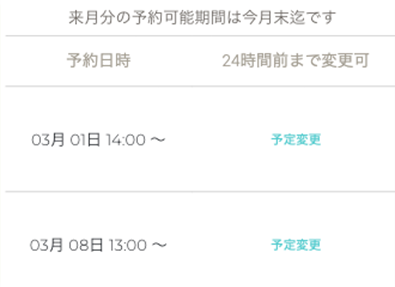 来月分の予約可能期間は今月末迄です
予約日時 24時間前まで変更可
03月 01日 14:00 〜 予定変更
03月 08日 13:00 〜 予定変更